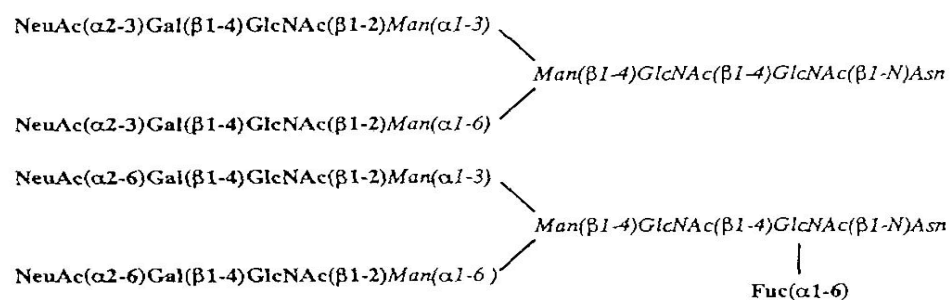 NeuAc(α2-3)Gal(β1-4)GlcNAc(β1-2)Man(α1-3)
Man(β1-4)GlcNAc(β1-4)GlcNAc(β1-N)Asn
NeuAc(α2-3)Gal(β1-4)GlcNAc(β1-2)Man(α1-6)
NeuAc(α2-6)Gal(β1-4)GlcNAc(β1-2)Man(α1-3)
Man(β1-4)GlcNAc(β1-4)GlcNAc(β1-N)Asn
NeuAc(α2-6)Gal(β1-4)GlcNAc(β1-2)Man(α1-6)
Fuc(α1-6)